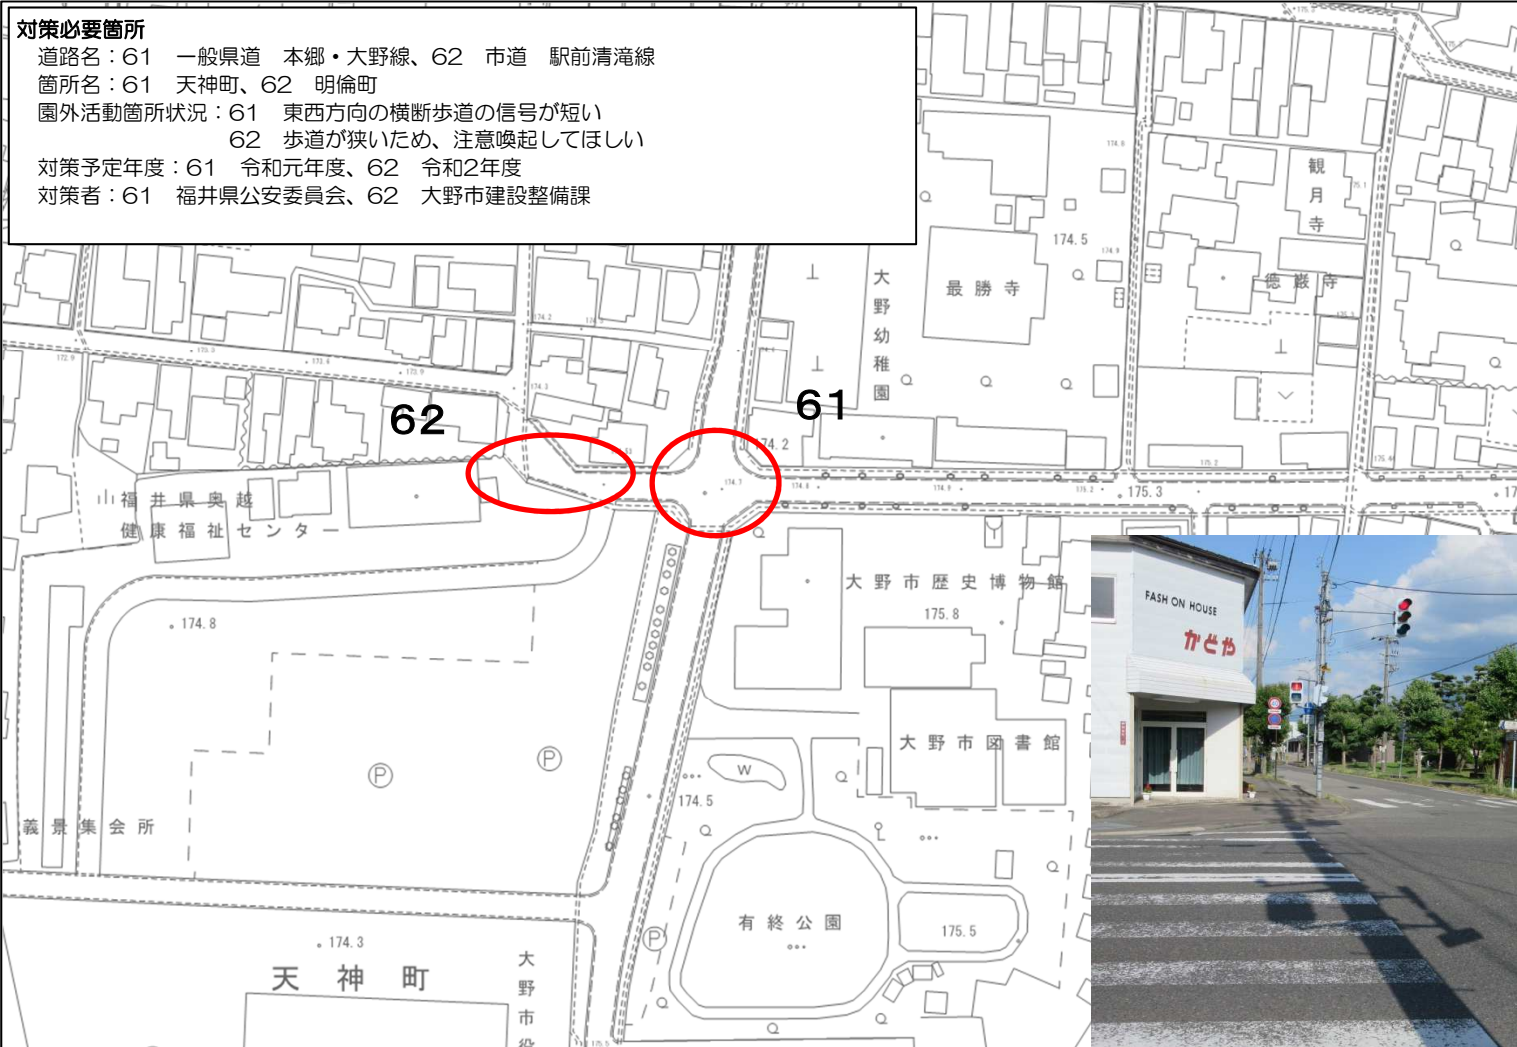 対策必要箇所
道路名：61　一般県道　本郷・大野線、62　市道　駅前清滝線
箇所名：61　天神町、62　明倫町
園外活動箇所状況：61　東西方向の横断歩道の信号が短い
62　歩道が狭いため、注意喚起してほしい
対策予定年度：61　令和元年度、62　令和2年度
対策者：61　福井県公安委員会、62　大野市建設整備課
観月寺
174.5
大野幼稚園
最勝寺
徳巌寺
62
61
174.2
175.3
福井県奥越
健康福祉センター
大野市歴史博物館
175.8
174.8
FASH ON HOUSE
かどや
大野市図書館
W
P
P
174.5
義景集会所
有終公園
175.5
P
174.3
天神町
大野市役